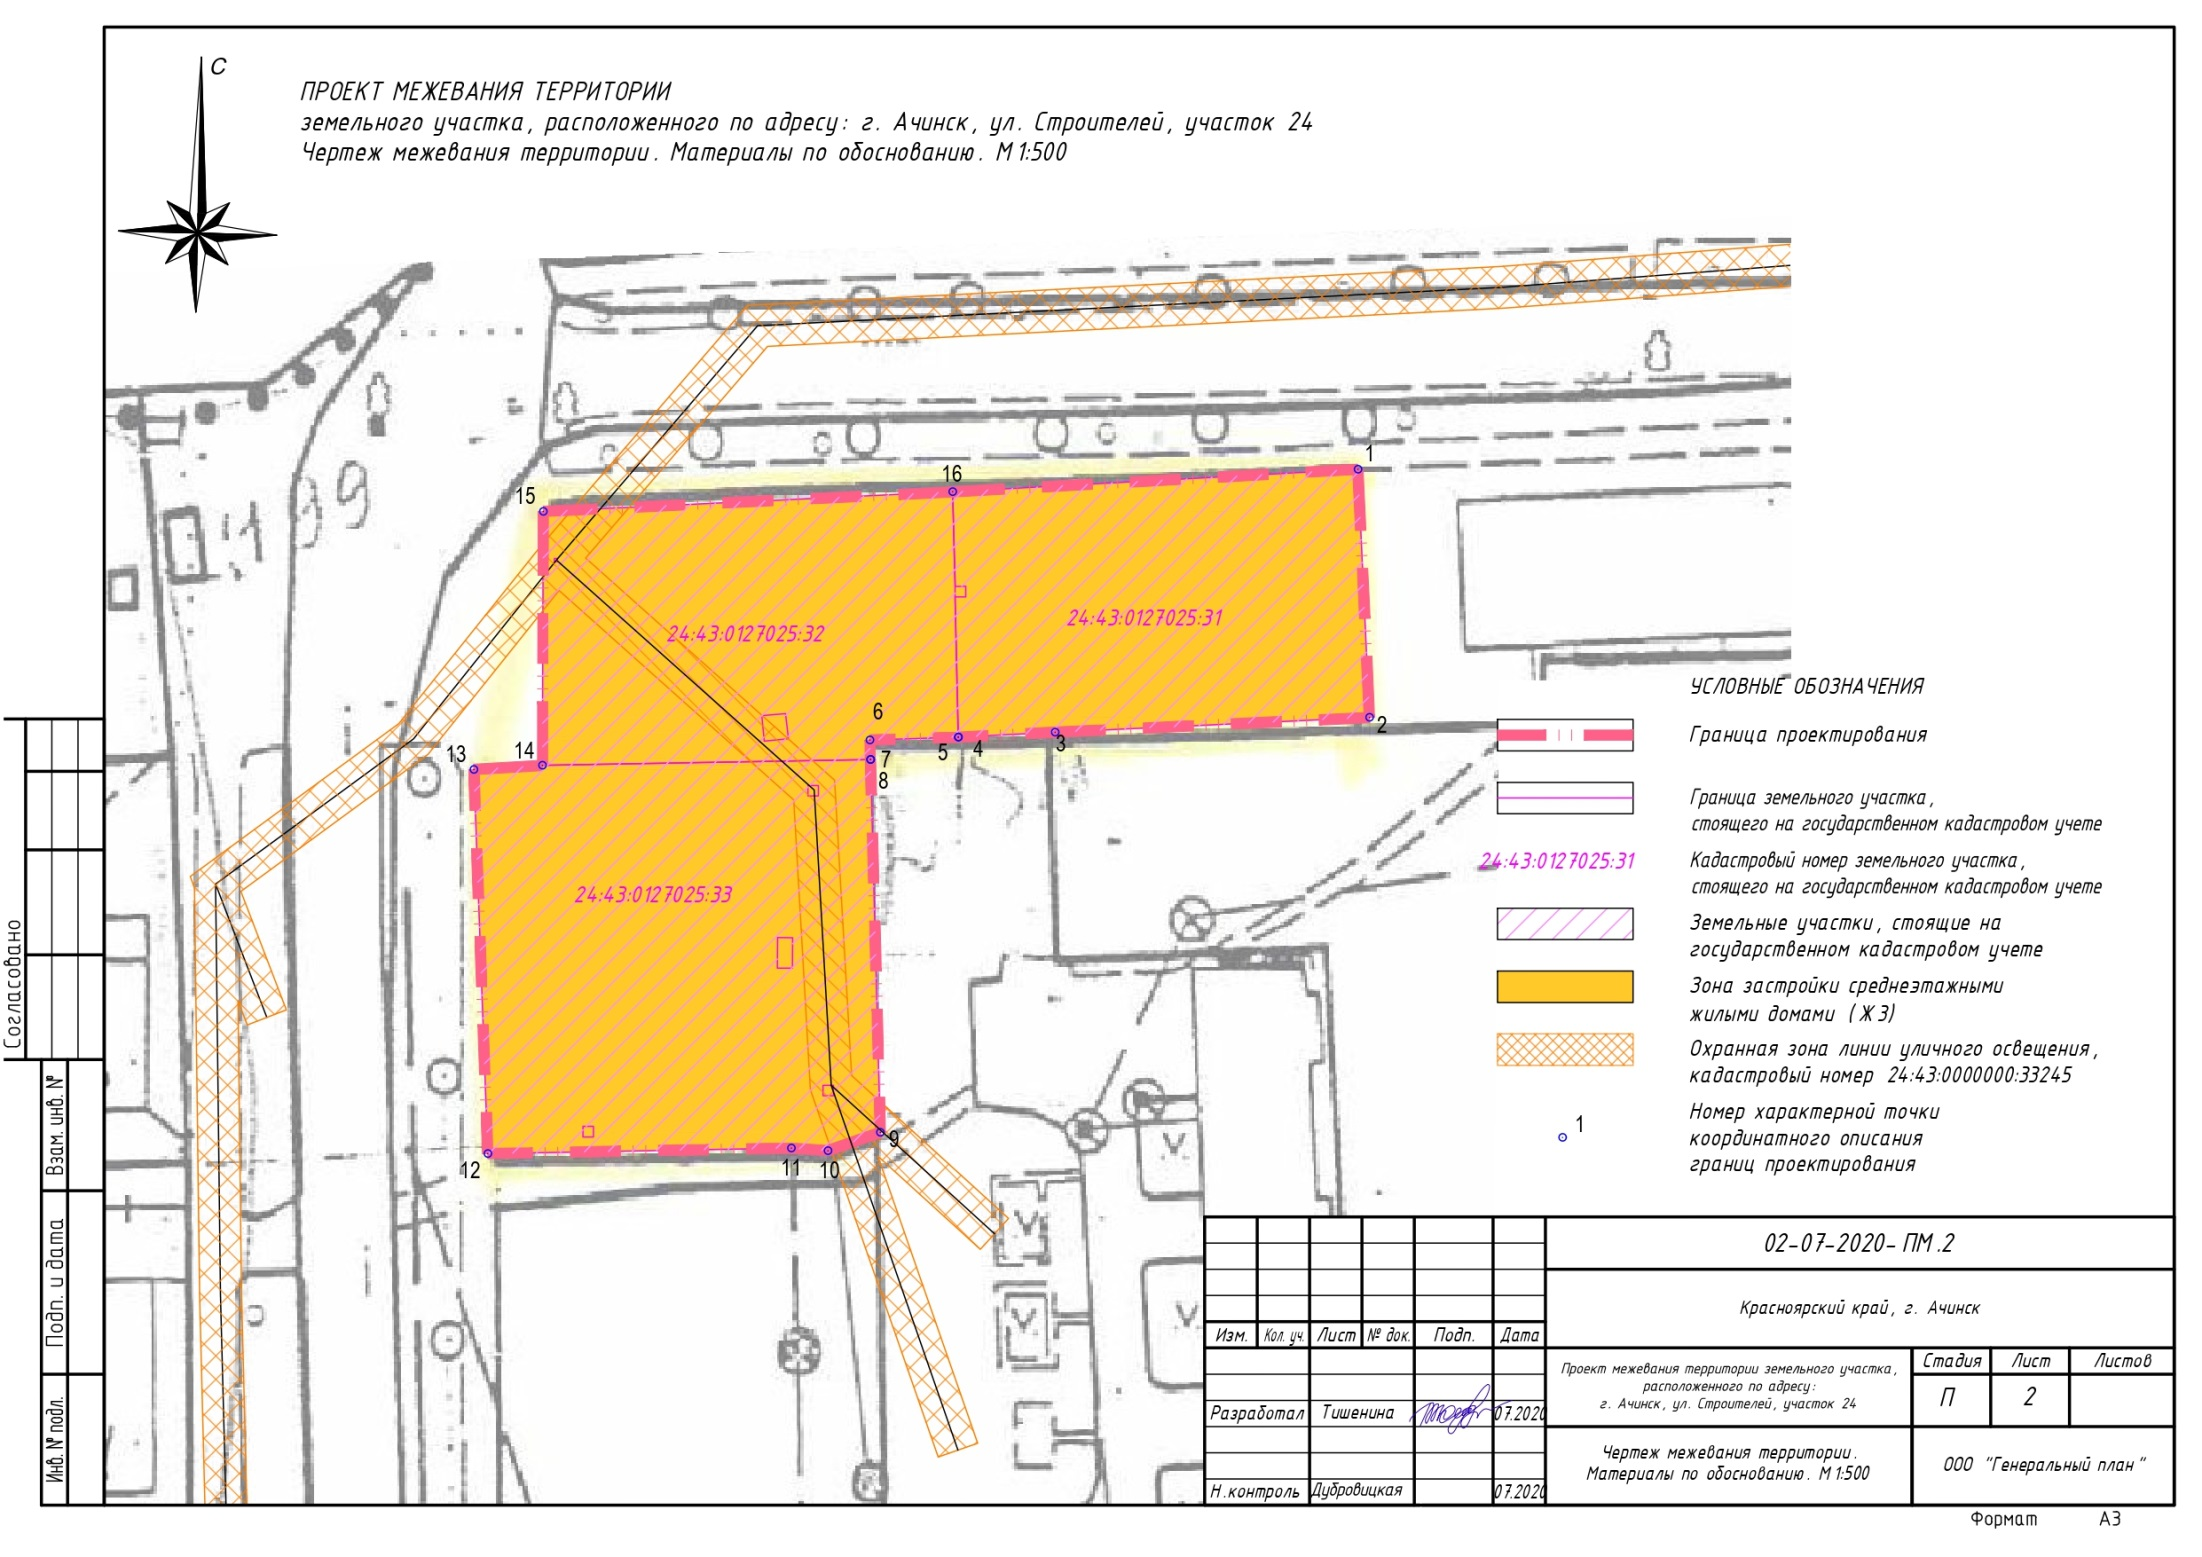 С
ПРОЕКТ МЕЖЕВАНИЯ ТЕРРИТОРИИ
земельного участка, расположенного по адресу: г. Ачинск, ул. Строителей, участок 24
Чертеж межевания территории. Материалы по обоснованию. М 1:500
1
16
15
24:43:0127025:31
24:43:0127025:32
6
2
3
5
4
13
14
7
8
24:43:0127025:33
9
12
11
10
УСЛОВНЫЕ ОБОЗНАЧЕНИЯ
Граница проектирования
Граница земельного участка,
стоящего на государственном кадастровом учете
24:43:0127025:31
Кадастровый номер земельного участка,
стоящего на государственном кадастровом учете
Земельные участки, стоящие на
государственном кадастровом учете
Зона застройки среднеэтажными
жилыми домами (Ж3)
Охранная зона линии уличного освещения,
кадастровый номер 24:43:0000000:33245
1
Номер характерной точки
координатного описания
границ проектирования
Согласовано
Взам. инв. №
Подп. и дата
Инв. № подл.
02-07-2020- ПМ.2
Красноярский край, г. Ачинск
Изм. Кол. уч. Лист № док. Подп. Дата
Проект межевания территории земельного участка,
расположенного по адресу:
г. Ачинск, ул. Строителей, участок 24
Стадия Лист Листов
П 2
Разработал Тишенина 07.2020
Чертеж межевания территории.
Материалы по обоснованию. М 1:500
ООО "Генеральный план"
Н.контроль Дубровицкая 07.2020
Формат А3